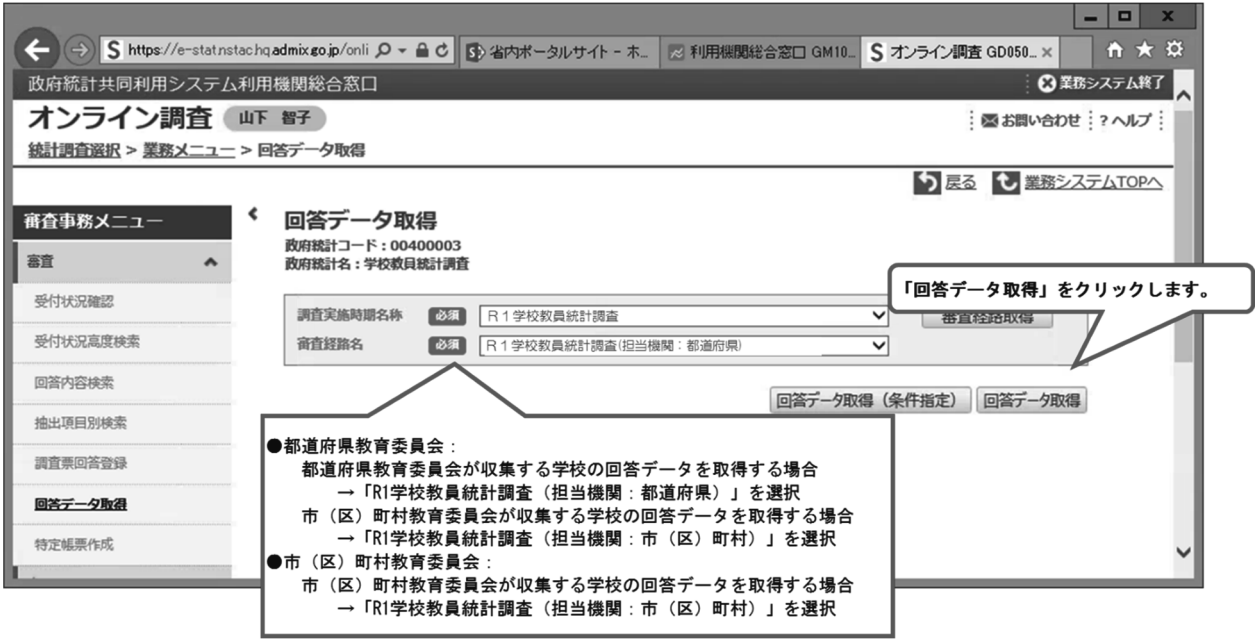 https://e-stat.nstac.hq.admix.go.jp/onli
省内ポータルサイト - ホ...
利用機関総合窓口 GM10...
オンライン調査 GD050...
政府統計共同利用システム利用機関総合窓口
業務システム終了
オンライン調査 山下 智子
お問い合わせ ? ヘルプ
統計調査選択 > 業務メニュー > 回答データ取得
戻る 業務システムTOPへ
審査事務メニュー
審査
受付状況確認
受付状況高度検索
回答内容検索
抽出項目別検索
調査票回答登録
回答データ取得
特定帳票作成
回答データ取得
政府統計コード：00400003
政府統計名：学校教員統計調査
調査実施時期名称 必須 R１学校教員統計調査
審査経路名 必須 R１学校教員統計調査(担当機関：都道府県)
審査経路取得
「回答データ取得」をクリックします。
回答データ取得（条件指定） 回答データ取得
●都道府県教育委員会：
都道府県教育委員会が収集する学校の回答データを取得する場合
→「R1学校教員統計調査（担当機関：都道府県）」を選択
市（区）町村教育委員会が収集する学校の回答データを取得する場合
→「R1学校教員統計調査（担当機関：市（区）町村）」を選択
●市（区）町村教育委員会：
市（区）町村教育委員会が収集する学校の回答データを取得する場合
→「R1学校教員統計調査（担当機関：市（区）町村）」を選択